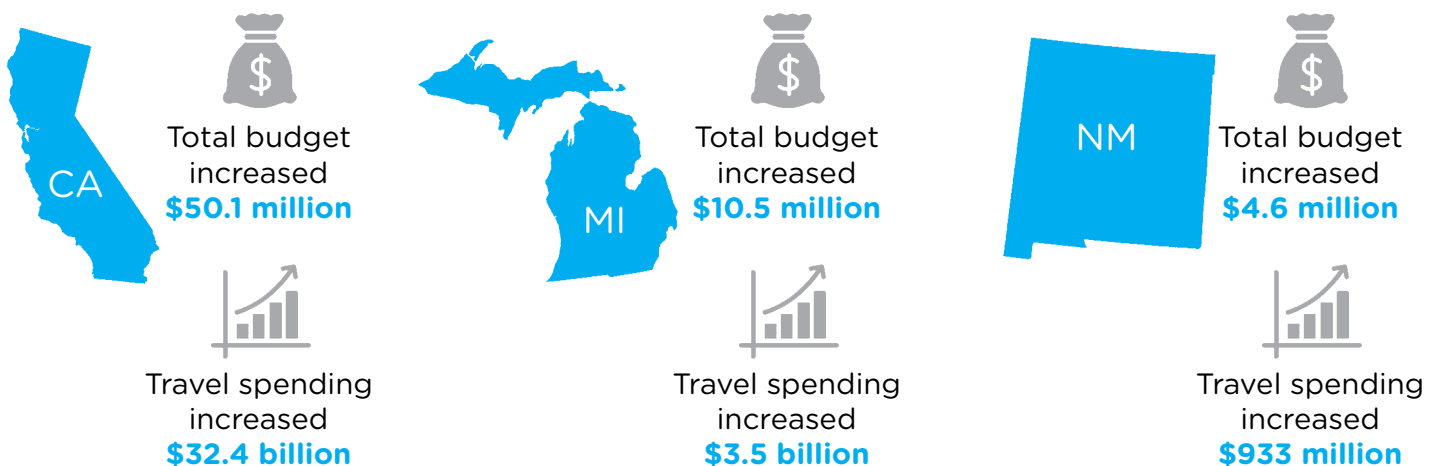 CA
Total budget
increased
$50.1 million
Travel spending
increased
$32.4 billion
MI
Total budget
increased
$10.5 million
Travel spending
increased
$3.5 billion
NM
Total budget
increased
$4.6 million
Travel spending
increased
$933 million